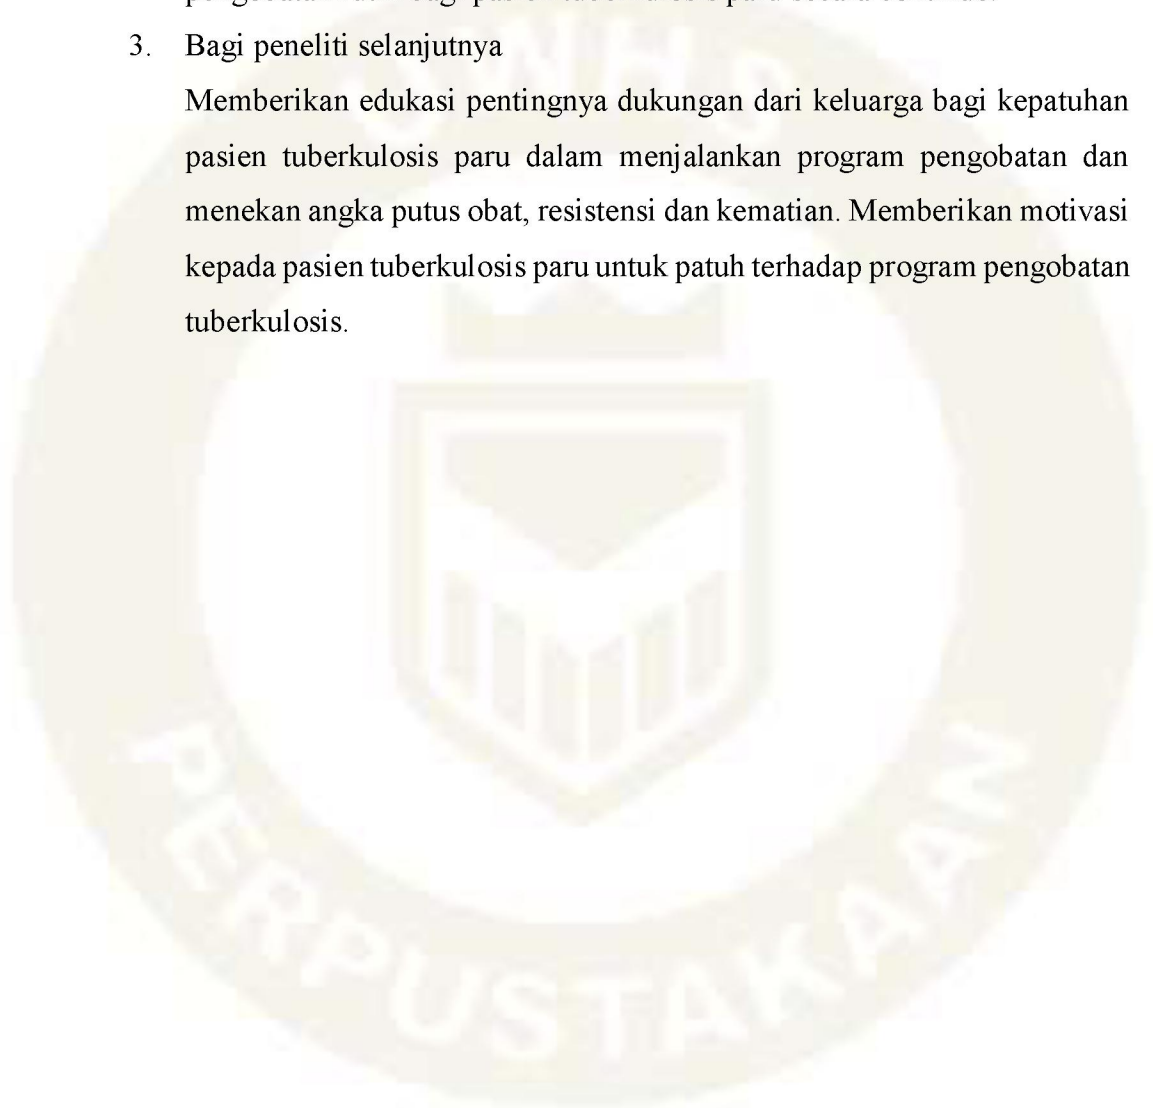 3. Bagi peneliti selanjutnya
Memberikan edukasi pentingnya dukungan dari keluarga bagi kepatuhan
pasien tuberkulosis paru dalam menjalankan program pengobatan dan
menekan angka putus obat, resistensi dan kematian. Memberikan motivasi
kepada pasien tuberkulosis paru untuk patuh terhadap program pengobatan
tuberkulosis.
UWHS
PERPUSTAKAAN